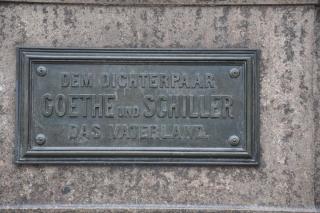 DEM DICHTERPAAR
GOETHE UND SCHILLER
DAS VATERLAND.